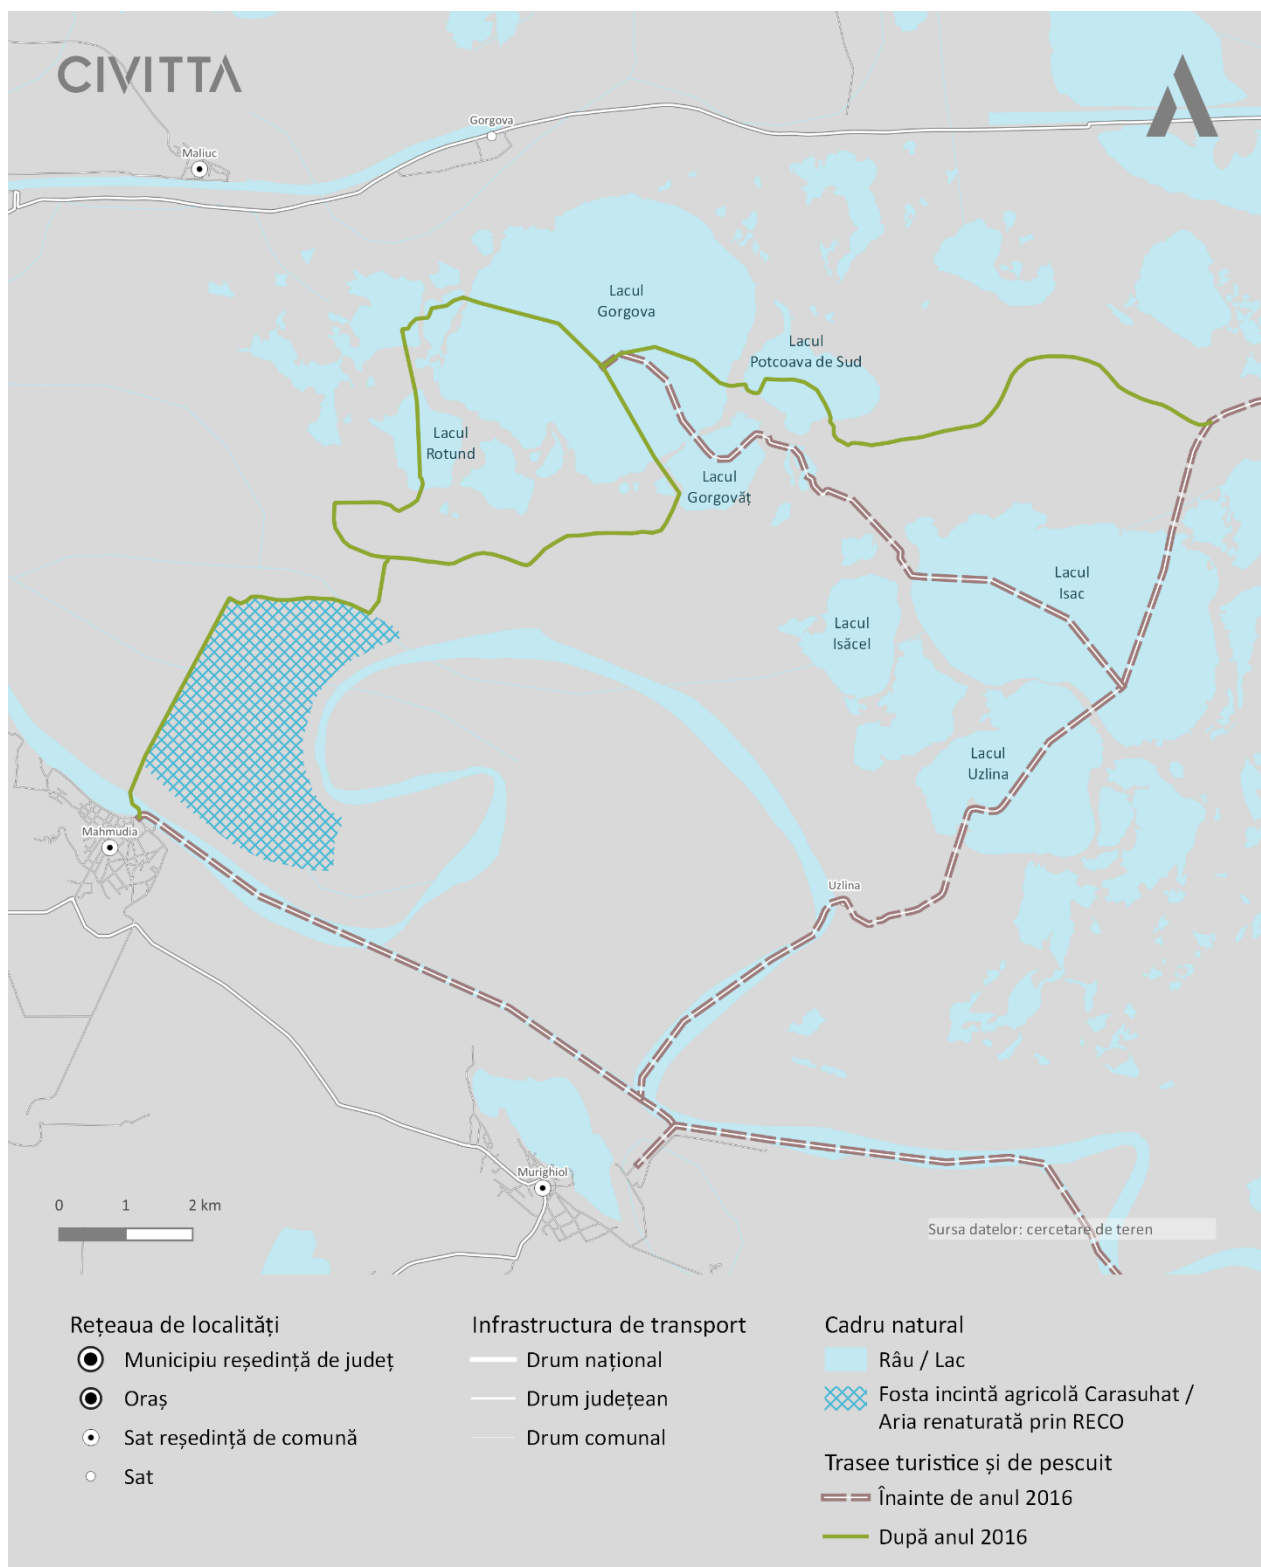 CIVITTA
Gorgova
Maliuc
Lacul
Gorgova
Lacul
Potcoava de Sud
Lacul
Rotund
Lacul
Gorgovăț
Lacul
Isac
Lacul
Isăcel
Lacul
Uzlina
Mahmudia
Uzlina
Murighiol
0 1 2 km
Sursa datelor: cercetare de teren
Rețeaua de localități
Municipiu reședință de județ
Oraș
Sat reședință de comună
Sat
Infrastructura de transport
Drum național
Drum județean
Drum comunal
Cadru natural
Râu / Lac
Fosta incintă agricolă Carasuhat /
Aria renaturată prin RECO
Trasee turistice și de pescuit
Înainte de anul 2016
După anul 2016